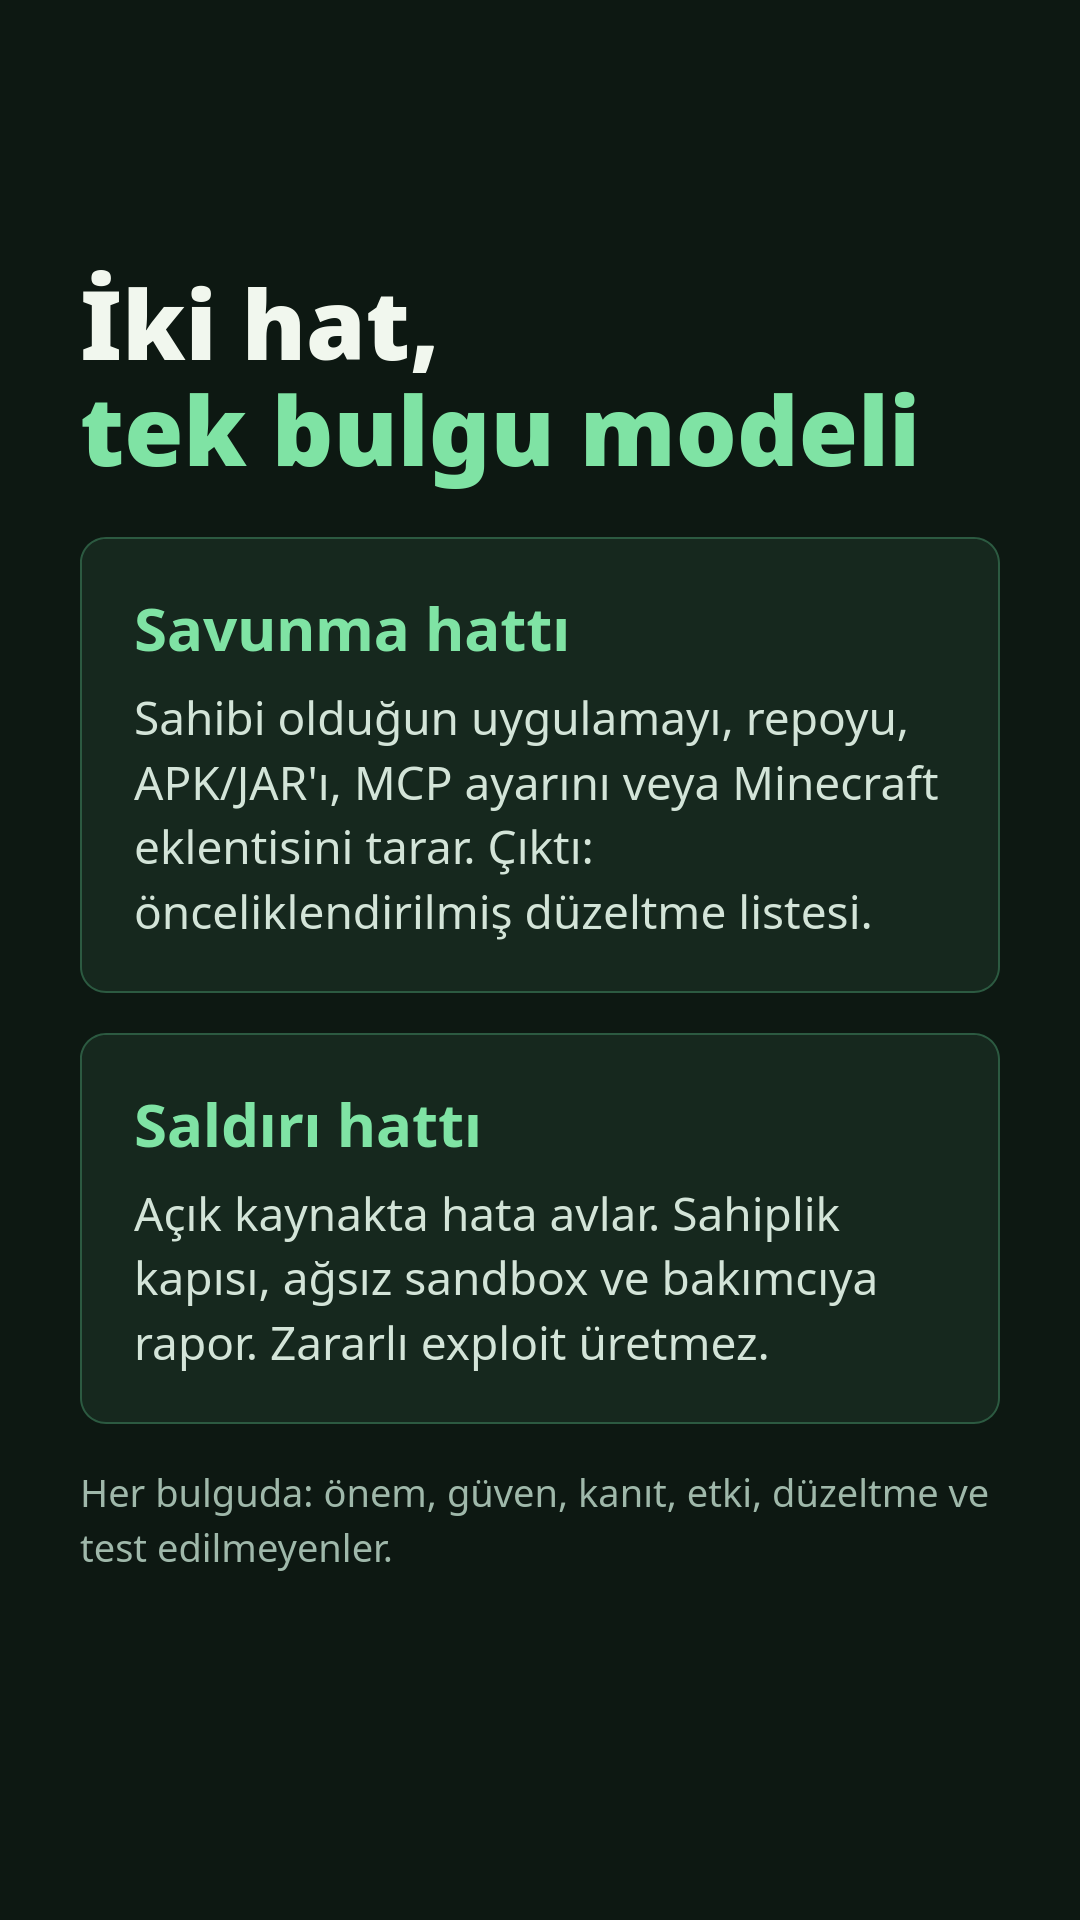 İki hat,
tek bulgu modeli
Savunma hattı
Sahibi olduğun uygulamayı, repoyu,
APK/JAR'ı, MCP ayarını veya Minecraft
eklentisini tarar. Çıktı:
önceliklendirilmiş düzeltme listesi.
Saldırı hattı
Açık kaynakta hata avlar. Sahiplik
kapısı, ağsız sandbox ve bakımcıya
rapor. Zararlı exploit üretmez.
Her bulguda: önem, güven, kanıt, etki, düzeltme ve
test edilmeyenler.